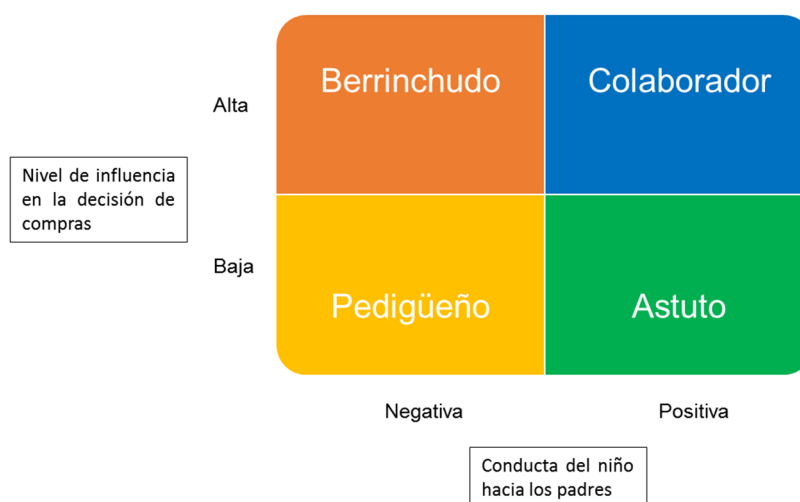 Berrinchudo
Colaborador
Alta
Nivel de influencia
en la decisión de
compras
Baja
Pedigüeño
Astuto
Negativa
Positiva
Conducta del niño
hacia los padres